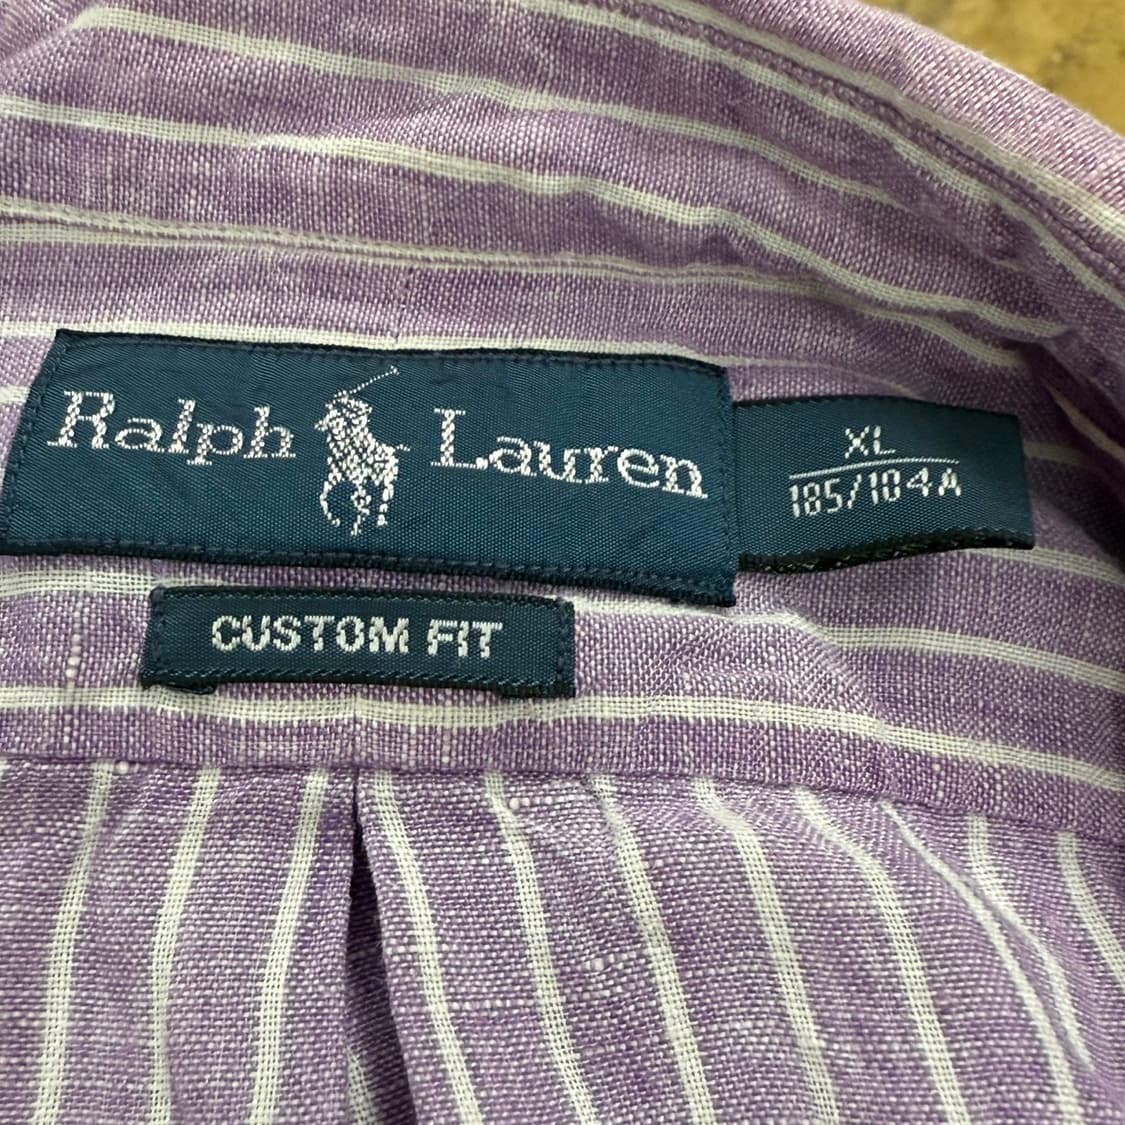 Ralph Lauren
XL
185/104A
CUSTOM FIT